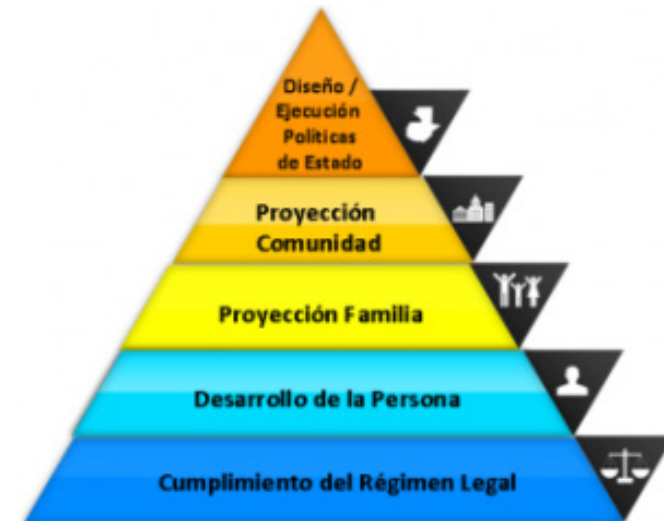 Diseño /
Ejecución
Políticas
de Estado
Proyección
Comunidad
Proyección Familia
Desarrollo de la Persona
Cumplimiento del Régimen Legal